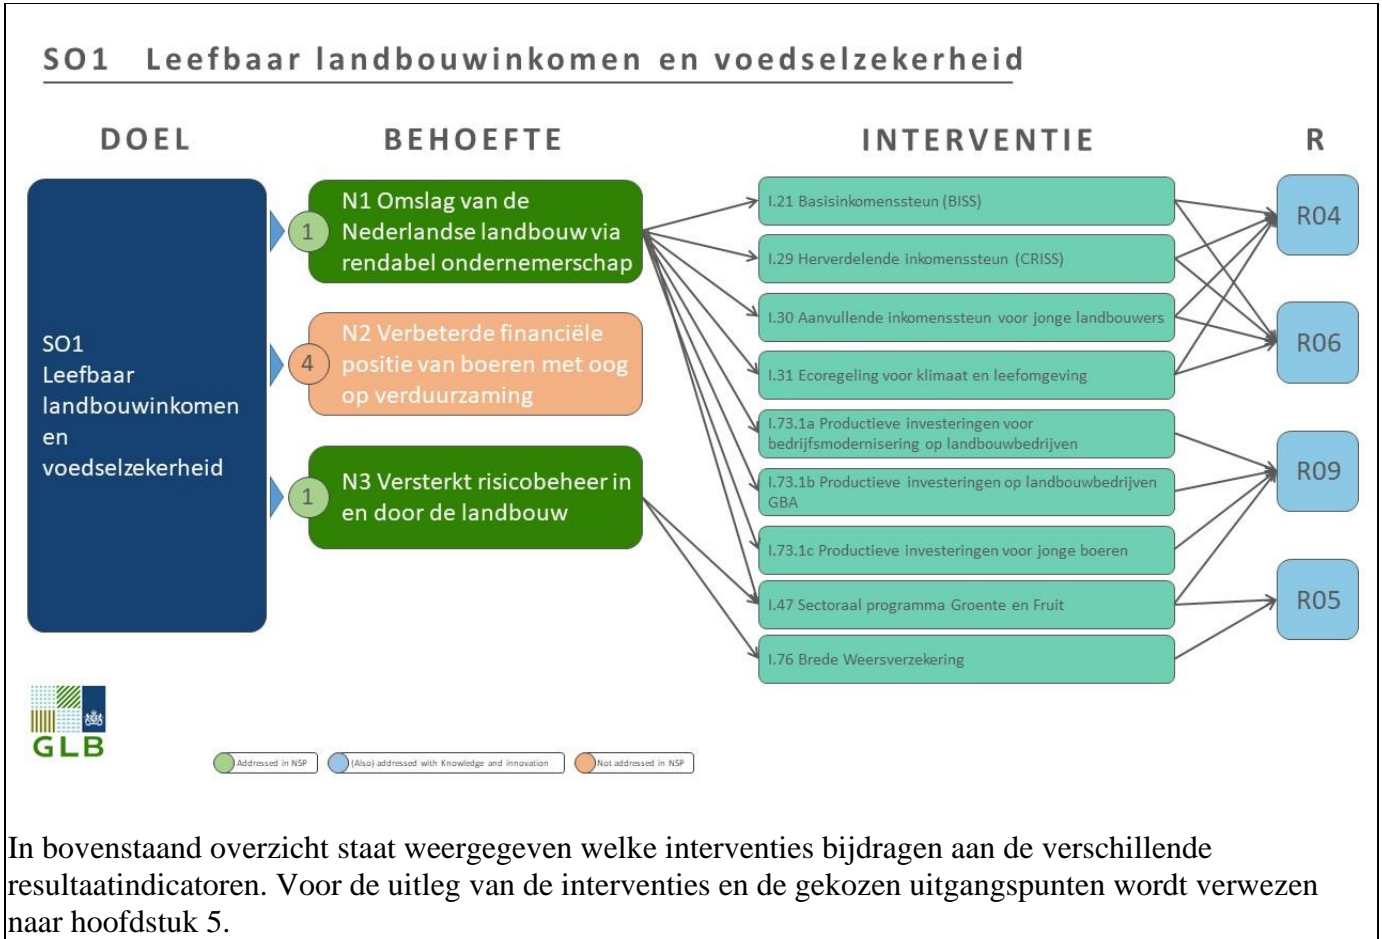 SO1 Leefbaar landbouwinkomen en voedselzekerheid
DOEL
BEHOEFTE
INTERVENTIE
R
SO1
Leefbaar
landbouwinkomen
en
voedselzekerheid
1
N1 Omslag van de
Nederlandse landbouw via
rendabel ondernemerschap
4
N2 Verbeterde financiële
positie van boeren met oog
op verduurzaming
1
N3 Versterkt risicobeheer in
en door de landbouw
I.21 Basisinkomenssteun (BISS)
I.29 Herverdelende inkomenssteun (CRISS)
I.30 Aanvullende inkomenssteun voor jonge landbouwers
I.31 Ecoregeling voor klimaat en leefomgeving
I.73.1a Productieve investeringen voor
bedrijfsmodernisering op landbouwbedrijven
I.73.1b Productieve investeringen op landbouwbedrijven
GBA
I.73.1c Productieve investeringen voor jonge boeren
I.47 Sectoraal programma Groente en Fruit
I.76 Brede Weersverzekering
R04
R06
R09
R05
GLB
Addressed in NSP
(Also) addressed with Knowledge and innovation
Not addressed in NSP
In bovenstaand overzicht staat weergegeven welke interventies bijdragen aan de verschillende
resultaatindicatoren. Voor de uitleg van de interventies en de gekozen uitgangspunten wordt verwezen
naar hoofdstuk 5.